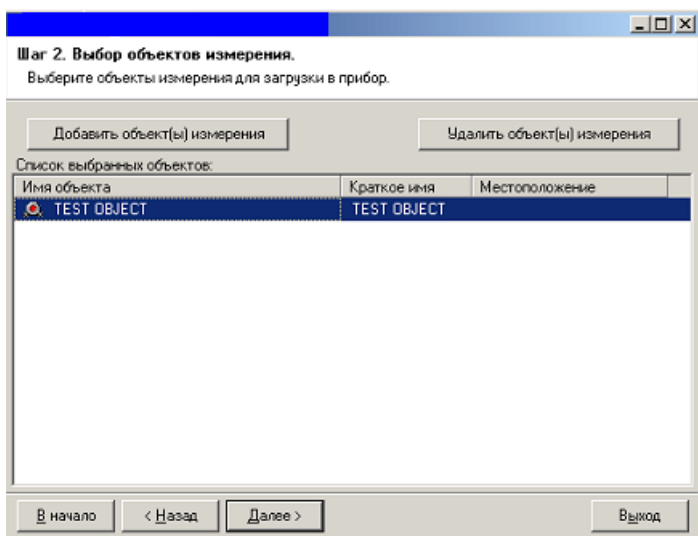 Шаг 2. Выбор объектов измерения.
Выберите объекты измерения для загрузки в прибор.
Добавить объект(ы) измерения Удалить объект(ы) измерения
Список выбранных объектов:
Имя объекта Краткое имя Местоположение
TEST OBJECT TEST OBJECT
В начало < Назад Далее > Выход